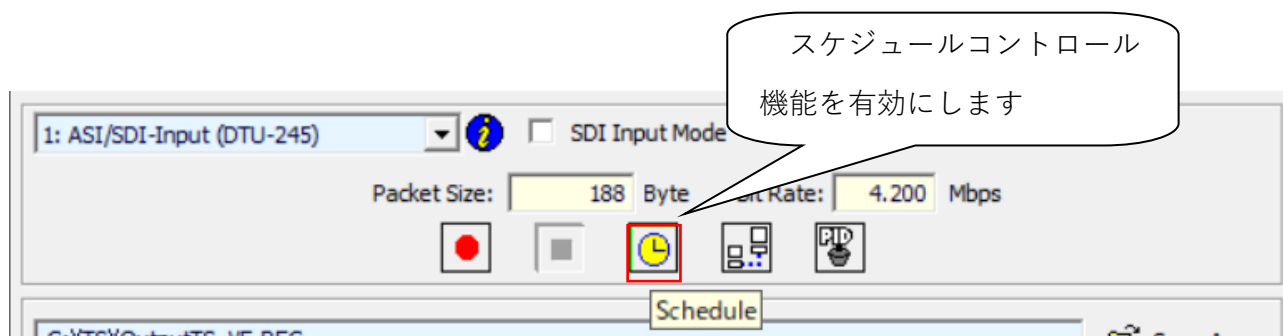 スケジュールコントロール
機能を有効にします
1: ASI/SDI-Input (DTU-245)
SDI Input Mode
Packet Size: 188 Byte Rate: 4.200 Mbps
PID
Schedule